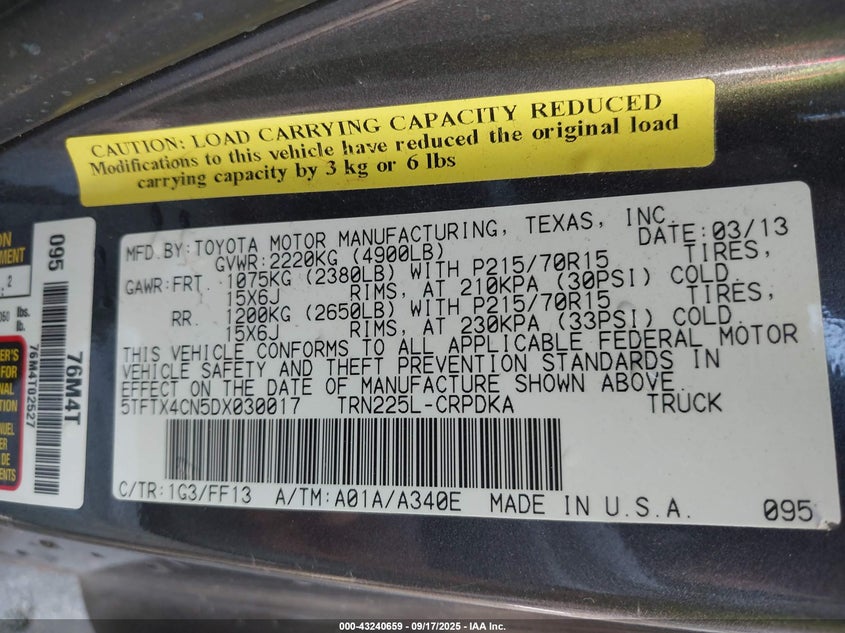 CAUTION: LOAD CARRYING CAPACITY REDUCED
Modifications to this vehicle have reduced the original load
carrying capacity by 3 kg or 6 lbs
MFD. BY: TOYOTA MOTOR MANUFACTURING, TEXAS, INC.
GVWR: 2220KG (4900LB) DATE: 03/13
GAWR: FRT. 1075KG (2380LB) WITH P215/70R15 TIRES,
15X6J RIMS, AT 210KPA (30PSI) COLD.
RR. 1200KG (2650LB) WITH P215/70R15 TIRES,
15X6J RIMS, AT 230KPA (33PSI) COLD.
THIS VEHICLE CONFORMS TO ALL APPLICABLE FEDERAL MOTOR
VEHICLE SAFETY AND THEFT PREVENTION STANDARDS IN
EFFECT ON THE DATE OF MANUFACTURE SHOWN ABOVE.
5TFTX4CN5DX030017 TRN225L-CRPDKA TRUCK
C/TR: 1G3/FF13 A/TM: A01A/A340E MADE IN U.S.A. 095
095
76M4T
76M4T02527
lbs.
lb.
FOR
DE
000-43240659 - 09/17/2025 - IAA Inc.